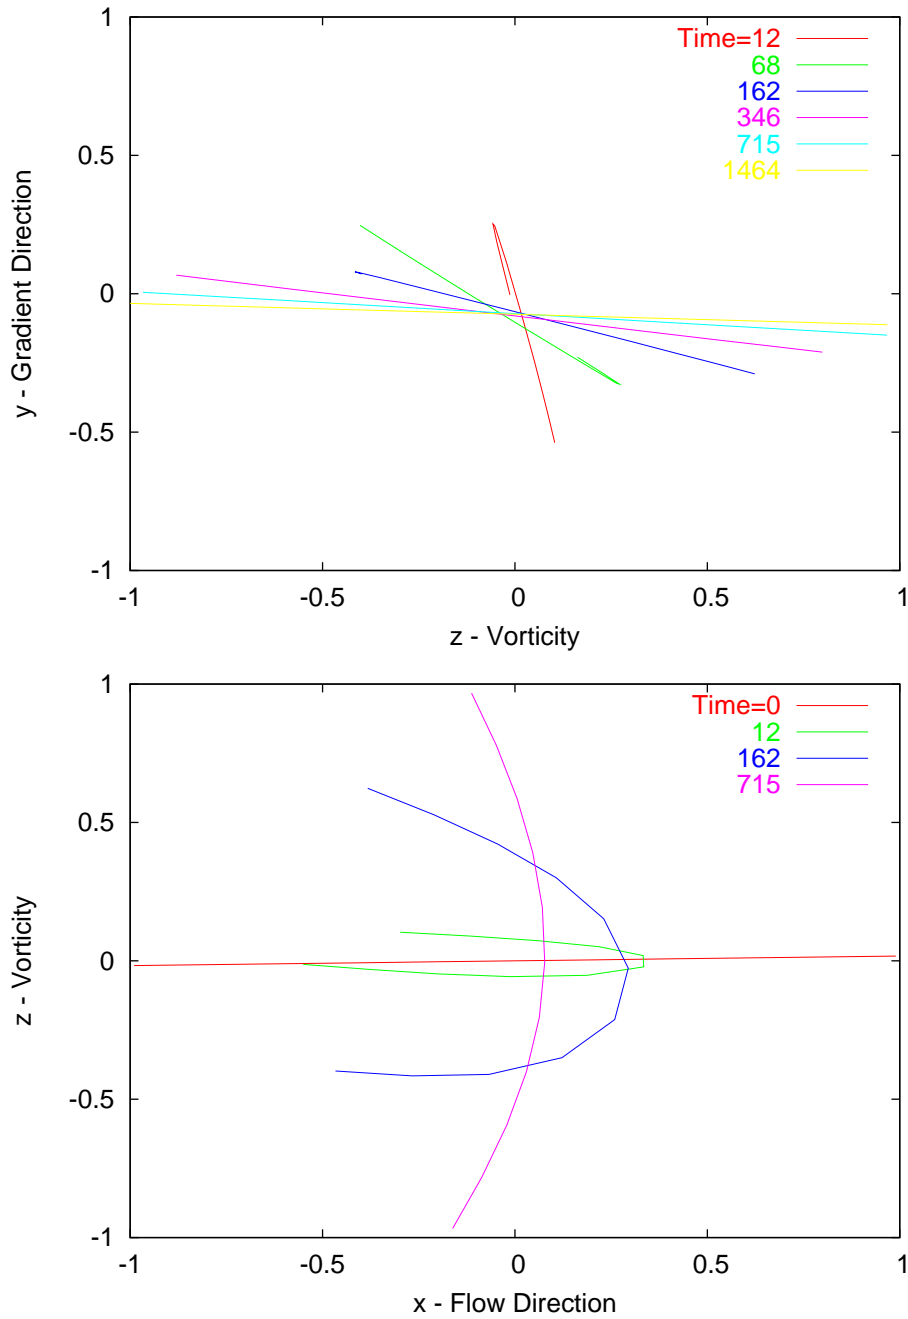 1
Time=12
68
162
346
715
1464
0.5
y - Gradient Direction
0
-0.5
-1
-1 -0.5 0 0.5 1
z - Vorticity
1
Time=0
12
162
715
0.5
z - Vorticity
0
-0.5
-1
-1 -0.5 0 0.5 1
x - Flow Direction